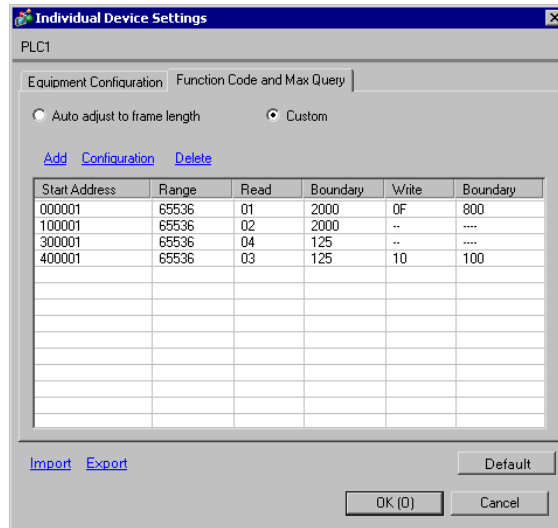 Individual Device Settings
PLC1
Equipment Configuration Function Code and Max Query
Auto adjust to frame length Custom
Add Configuration Delete
Start Address Range Read Boundary Write Boundary
000001 65536 01 2000 0F 800
100001 65536 02 2000 -- ----
300001 65536 04 125 -- ----
400001 65536 03 125 10 100
Import Export Default
OK (O) Cancel